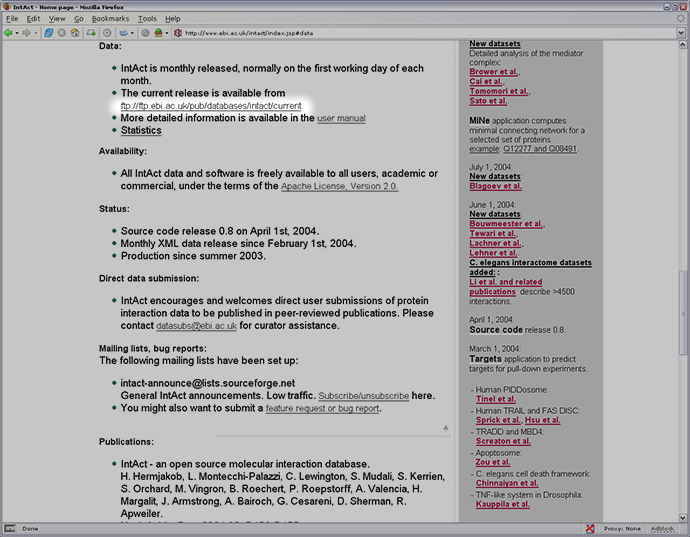 IntAct - Home page - Mozilla Firefox
File Edit View Go Bookmarks Tools Help
http://www.ebi.ac.uk/intact/index.jsp#data
Data:
IntAct is monthly released, normally on the first working day of each
month.
The current release is available from
ftp://ftp.ebi.ac.uk/pub/databases/intact/current
More detailed information is available in the user manual
Statistics
Availability:
All IntAct data and software is freely available to all users, academic or
commercial, under the terms of the Apache License, Version 2.0.
Status:
Source code release 0.8 on April 1st, 2004.
Monthly XML data release since February 1st, 2004.
Production since summer 2003.
Direct data submission:
IntAct encourages and welcomes direct user submissions of protein
interaction data to be published in peer-reviewed publications. Please
contact datasubs@ebi.ac.uk for curator assistance.
Mailing lists, bug reports:
The following mailing lists have been set up:
intact-announce@lists.sourceforge.net
General IntAct announcements. Low traffic. Subscribe/unsubscribe here.
You might also want to submit a feature request or bug report.
Publications:
IntAct - an open source molecular interaction database.
H. Hermjakob, L. Montecchi-Palazzi, C. Lewington, S. Mudali, S. Kerrien,
S. Orchard, M. Vingron, B. Roechert, P. Roepstorff, A. Valencia, H.
Margalit, J. Armstrong, A. Bairoch, G. Cesareni, D. Sherman, R.
Apweiler.
New datasets:
Detailed analysis of the mediator
complex:
Brower et al.,
Cai et al.,
Tomomori et al.,
Sato et al.
MiNe application computes
minimal connecting network for a
selected set of proteins.
example: Q12277 and Q08491.
July 1, 2004:
New datasets:
Blagoev et al.
June 1, 2004:
New datasets:
Bouwmeester et al.,
Tewari et al.,
Lachner et al.,
Lehner et al.
C. elegans interactome datasets
added: :
Li et al. and related
publications describe >4500
interactions.
April 1, 2004:
Source code release 0.8.
March 1, 2004:
Targets application to predict
targets for pull-down experiments.
- Human PIDDosome:
Tinel et al.
- Human TRAIL and FAS DISC:
Sprick et al., Hsu et al.
- TRADD and MBD4:
Screaton et al.
- Apoptosome:
Zou et al.
- C. elegans cell death framework:
Chinnaiyan et al.
- TNF-like system in Drosophila:
Kauppila et al.
Done
Proxy: None
Adblock